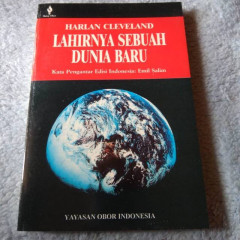 HARLAN CLEVELAND
LAHIRNYA SEBUAH
DUNIA BARU
Kata Pengantar Edisi Indonesia: Emil Salim
YAYASAN OBOR INDONESIA